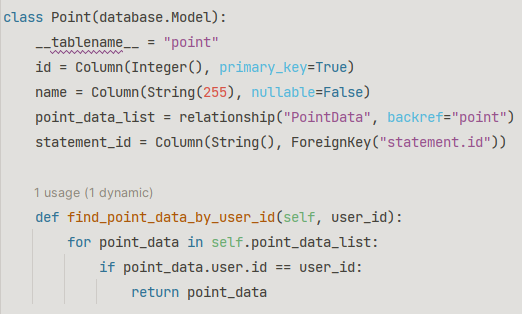 class Point(database.Model):
    __tablename__ = "point"
    id = Column(Integer(), primary_key=True)
    name = Column(String(255), nullable=False)
    point_data_list = relationship("PointData", backref="point")
    statement_id = Column(String(), ForeignKey("statement.id"))
    1 usage (1 dynamic)
    def find_point_data_by_user_id(self, user_id):
        for point_data in self.point_data_list:
            if point_data.user.id == user_id:
                return point_data